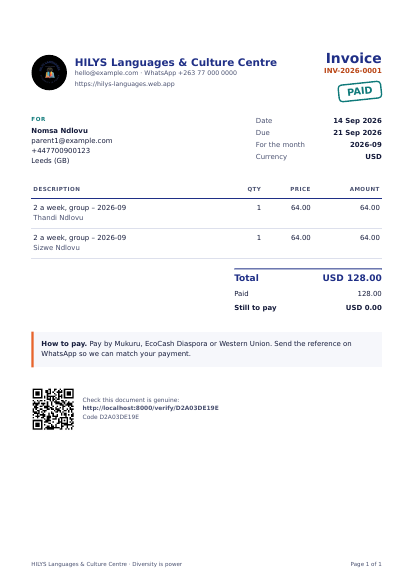 HILYS Languages & Culture Centre
hello@example.com · WhatsApp +263 77 000 0000
https://hilys-languages.web.app
Invoice
INV-2026-0001
PAID
FOR
Nomsa Ndlovu
parent1@example.com
+447700900123
Leeds (GB)
Date 14 Sep 2026
Due 21 Sep 2026
For the month 2026-09
Currency USD
DESCRIPTION QTY PRICE AMOUNT
2 a week, group – 2026-09 1 64.00 64.00
Thandi Ndlovu
2 a week, group – 2026-09 1 64.00 64.00
Sizwe Ndlovu
Total USD 128.00
Paid 128.00
Still to pay USD 0.00
How to pay. Pay by Mukuru, EcoCash Diaspora or Western Union. Send the reference on
WhatsApp so we can match your payment.
Check this document is genuine:
http://localhost:8000/verify/D2A03DE19E
Code D2A03DE19E
HILYS Languages & Culture Centre · Diversity is power
Page 1 of 1